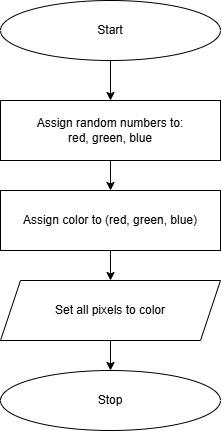 Start
Assign random numbers to:
red, green, blue
Assign color to (red, green, blue)
Set all pixels to color
Stop